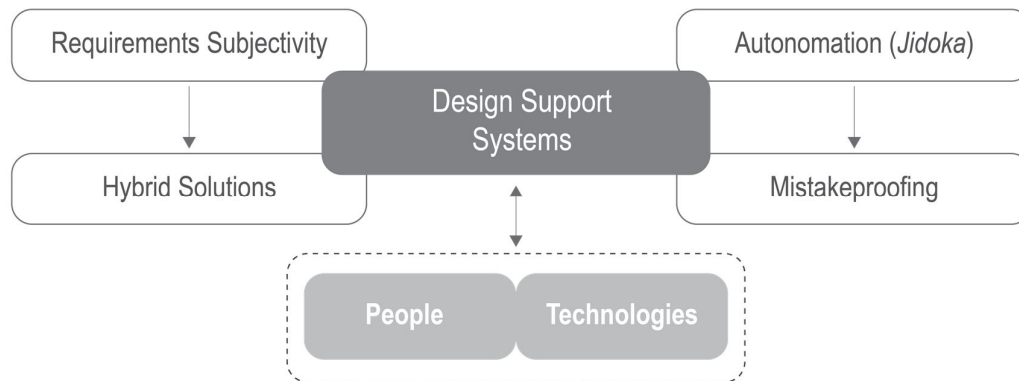 Requirements Subjectivity
Autonomation (Jidoka)
Design Support
Systems
Hybrid Solutions
Mistakeproofing
People
Technologies